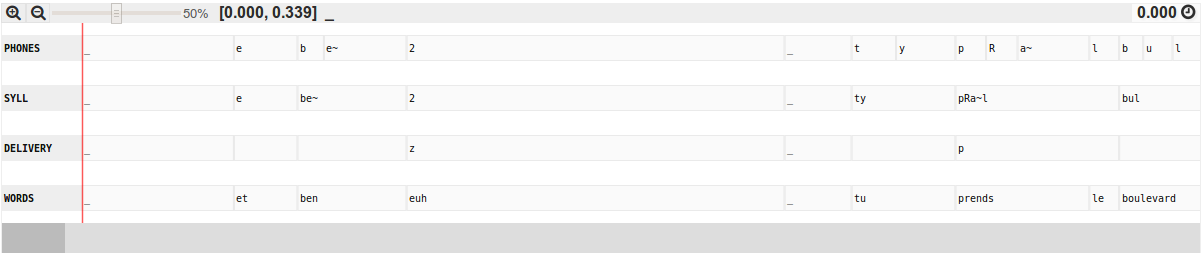 50% [0.000, 0.339] _ 0.000
PHONES _ e b e~ 2 _ t y p R a~ l b u l
SYLL _ e be~ 2 _ ty pRa~l bul
DELIVERY _ z _ p
WORDS _ et ben euh _ tu prends le boulevard